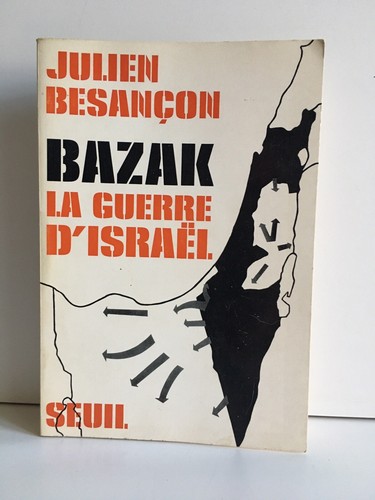 JULIEN
BESANÇON
BAZAK
LA GUERRE
D'ISRAËL
SEUIL